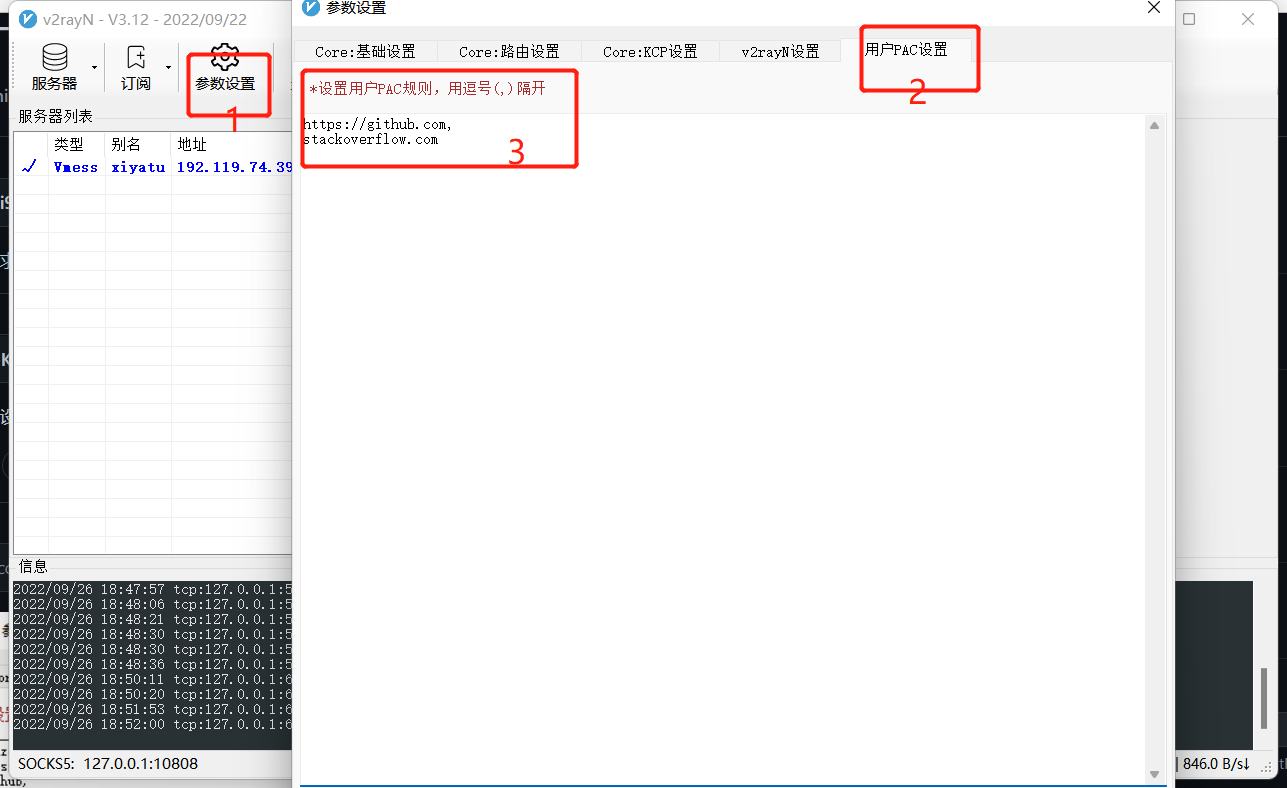 v2rayN - V3.12 - 2022/09/22
服务器
订阅
参数设置
1
服务器列表
类型 别名 地址
Vmess xiyatu 192.119.74.39
信息
2022/09/26 18:47:57 tcp:127.0.0.1:5
2022/09/26 18:48:06 tcp:127.0.0.1:5
2022/09/26 18:48:21 tcp:127.0.0.1:5
2022/09/26 18:48:30 tcp:127.0.0.1:5
2022/09/26 18:48:30 tcp:127.0.0.1:5
2022/09/26 18:48:36 tcp:127.0.0.1:5
2022/09/26 18:50:11 tcp:127.0.0.1:6
2022/09/26 18:50:20 tcp:127.0.0.1:6
2022/09/26 18:51:53 tcp:127.0.0.1:6
2022/09/26 18:52:00 tcp:127.0.0.1:6
SOCKS5: 127.0.0.1:10808
参数设置
Core:基础设置 Core:路由设置 Core:KCP设置 v2rayN设置 用户PAC设置
2
*设置用户PAC规则，用逗号(,)隔开
https://github.com,
stackoverflow.com
3
846.0 B/s↓